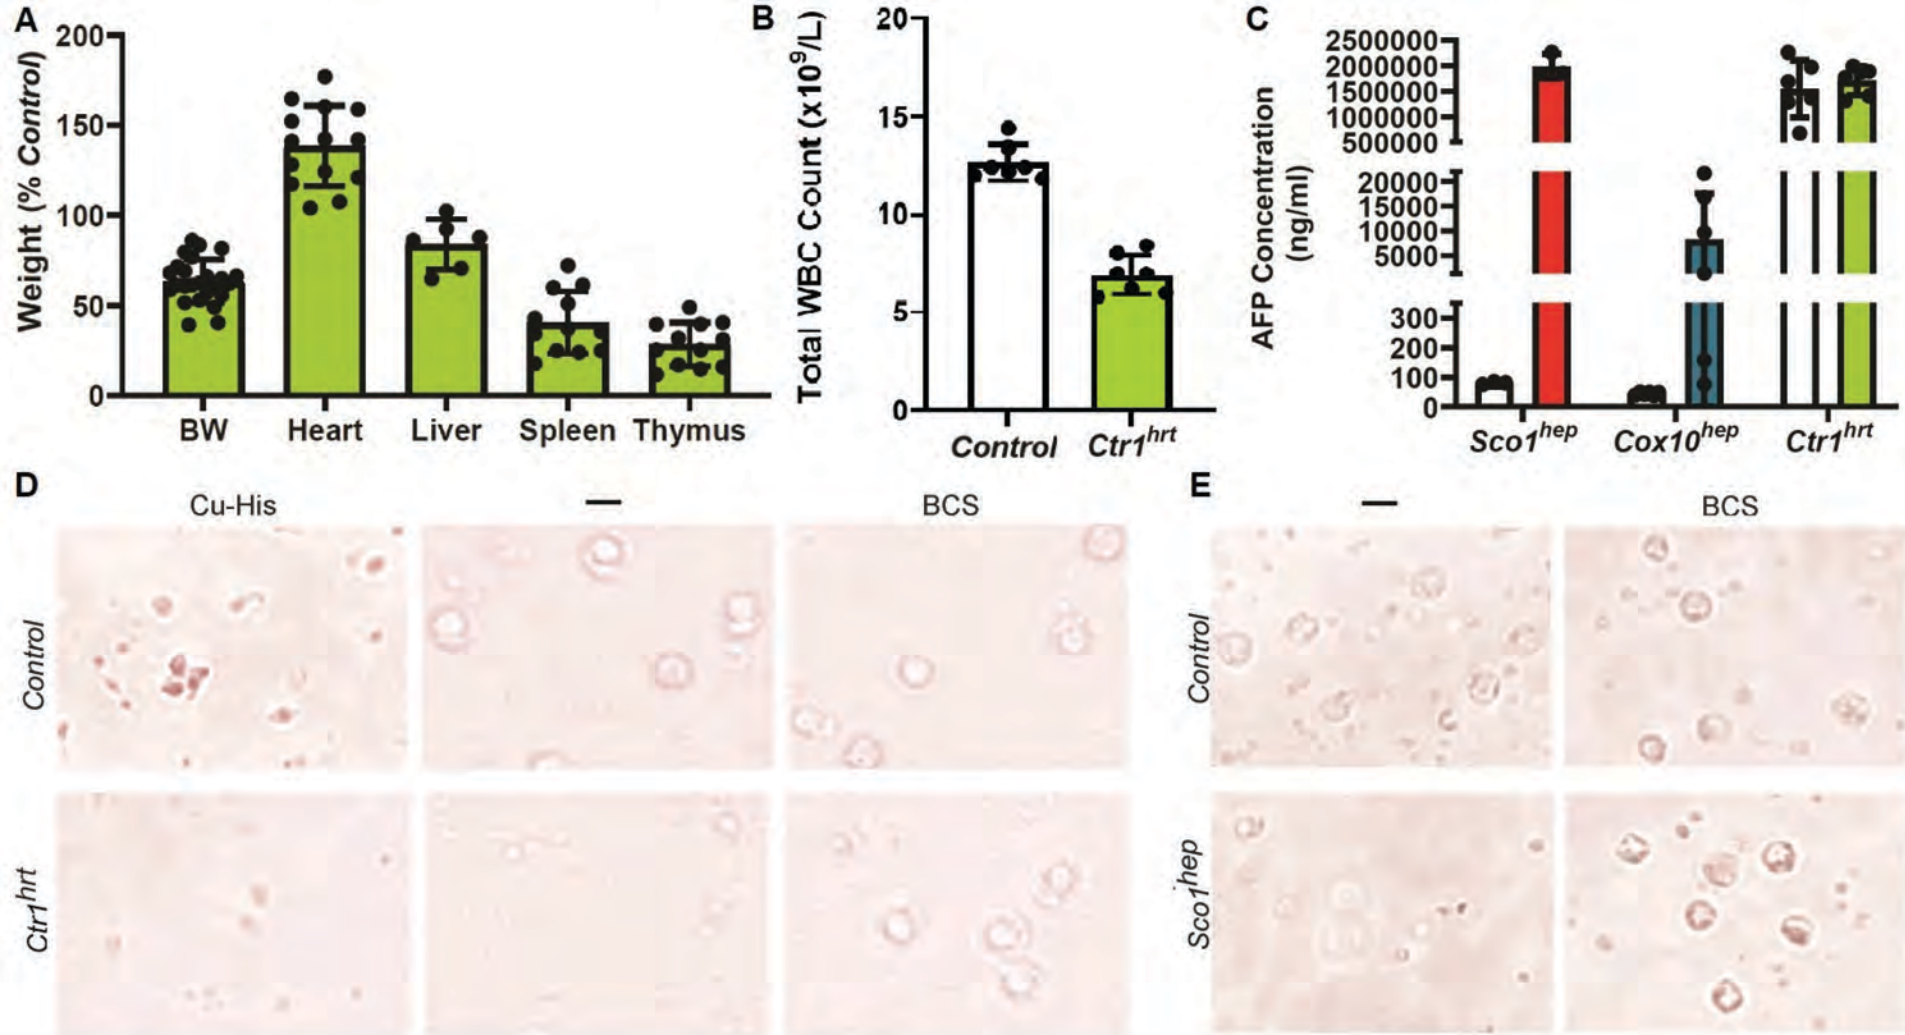 A
Weight (% Control)
200
150
100
50
0
BW Heart Liver Spleen Thymus
B
Total WBC Count (x10⁹/L)
20
15
10
5
0
Control Ctr1ʰʳᵗ
C
AFP Concentration
(ng/ml)
2500000
2000000
1500000
1000000
500000
20000
15000
10000
5000
300
200
100
0
Sco1ʰᵉᵖ Cox10ʰᵉᵖ Ctr1ʰʳᵗ
D
Cu-His — BCS
Control
Ctr1ʰʳᵗ
E
— BCS
Control
Sco1ʰᵉᵖ